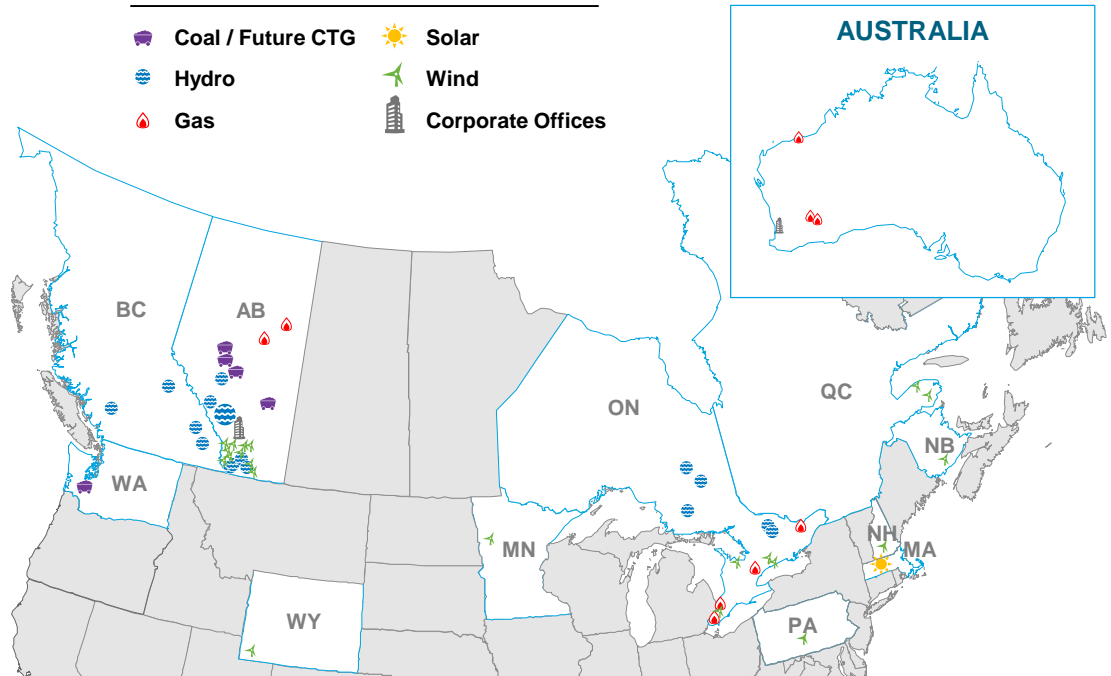 Coal / Future CTG
Solar
Hydro
Wind
Gas
Corporate Offices
AUSTRALIA
BC
AB
ON
QC
NB
WA
MN
NH
MA
WY
PA